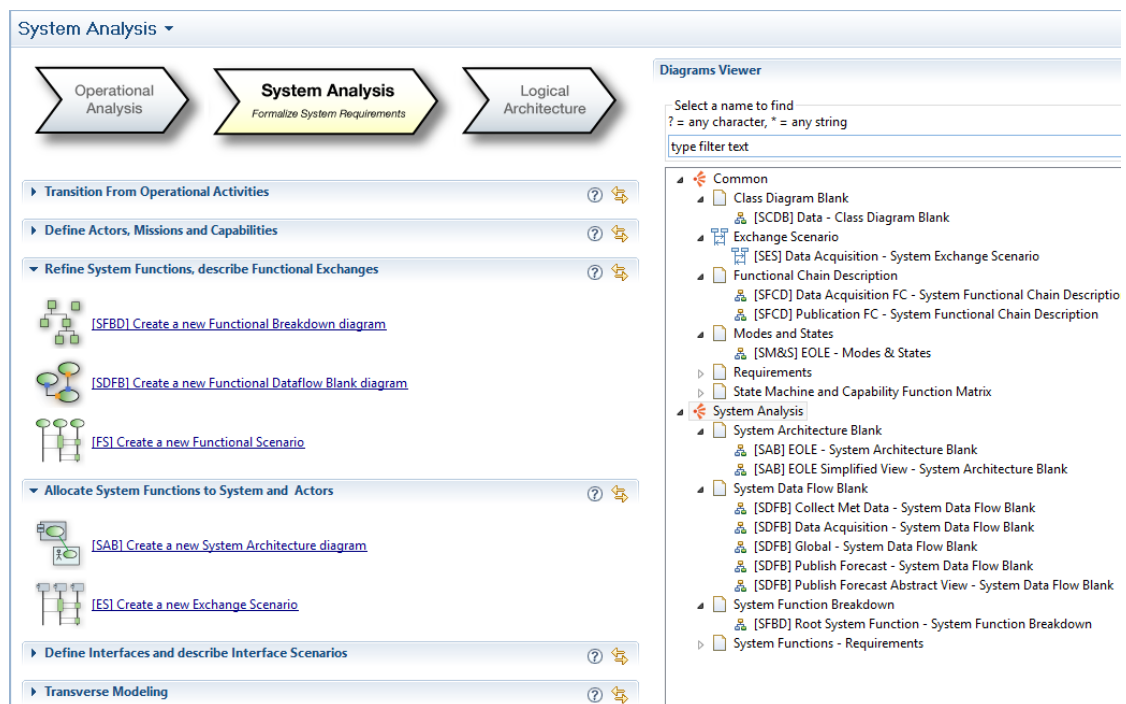 System Analysis
Operational
Analysis
System Analysis
Formalize System Requirements
Logical
Architecture
Transition From Operational Activities
Define Actors, Missions and Capabilities
Refine System Functions, describe Functional Exchanges
[SFBD] Create a new Functional Breakdown diagram
[SDFB] Create a new Functional Dataflow Blank diagram
[FS] Create a new Functional Scenario
Allocate System Functions to System and Actors
[SAB] Create a new System Architecture diagram
[ES] Create a new Exchange Scenario
Define Interfaces and describe Interface Scenarios
Transverse Modeling
Diagrams Viewer
Select a name to find
? = any character, * = any string
type filter text
Common
Class Diagram Blank
[SCDB] Data - Class Diagram Blank
Exchange Scenario
[SES] Data Acquisition - System Exchange Scenario
Functional Chain Description
[SFCD] Data Acquisition FC - System Functional Chain Descriptio
[SFCD] Publication FC - System Functional Chain Description
Modes and States
[SM&S] EOLE - Modes & States
Requirements
State Machine and Capability Function Matrix
System Analysis
System Architecture Blank
[SAB] EOLE - System Architecture Blank
[SAB] EOLE Simplified View - System Architecture Blank
System Data Flow Blank
[SDFB] Collect Met Data - System Data Flow Blank
[SDFB] Data Acquisition - System Data Flow Blank
[SDFB] Global - System Data Flow Blank
[SDFB] Publish Forecast - System Data Flow Blank
[SDFB] Publish Forecast Abstract View - System Data Flow Blank
System Function Breakdown
[SFBD] Root System Function - System Function Breakdown
System Functions - Requirements